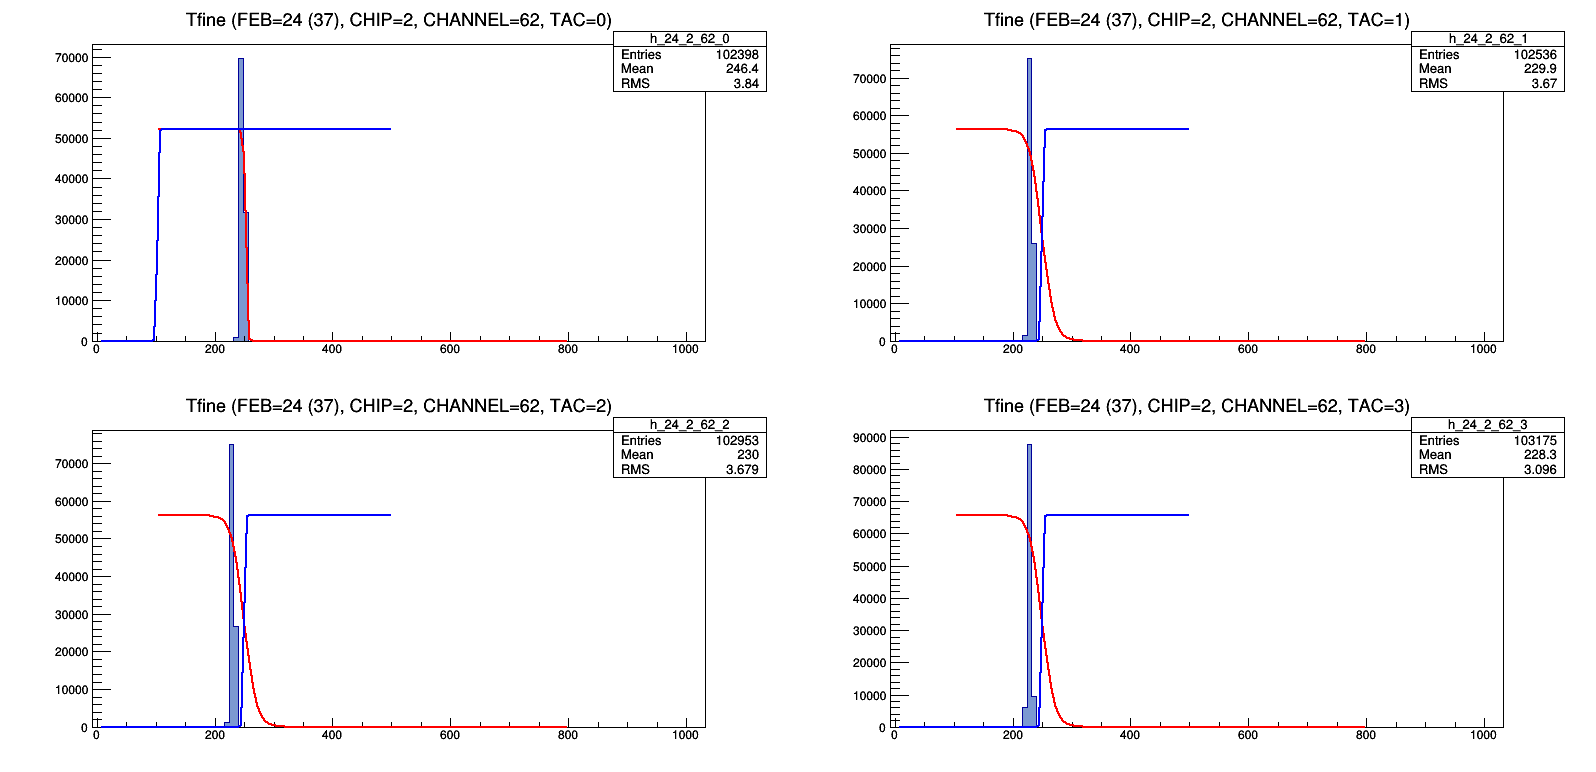 Tfine (FEB=24 (37), CHIP=2, CHANNEL=62, TAC=0)
h_24_2_62_0
Entries 102398
Mean 246.4
RMS 3.84
70000
60000
50000
40000
30000
20000
10000
0
0 200 400 600 800 1000
Tfine (FEB=24 (37), CHIP=2, CHANNEL=62, TAC=1)
h_24_2_62_1
Entries 102536
Mean 229.9
RMS 3.67
70000
60000
50000
40000
30000
20000
10000
0
0 200 400 600 800 1000
Tfine (FEB=24 (37), CHIP=2, CHANNEL=62, TAC=2)
h_24_2_62_2
Entries 102953
Mean 230
RMS 3.679
70000
60000
50000
40000
30000
20000
10000
0
0 200 400 600 800 1000
Tfine (FEB=24 (37), CHIP=2, CHANNEL=62, TAC=3)
h_24_2_62_3
Entries 103175
Mean 228.3
RMS 3.096
90000
80000
70000
60000
50000
40000
30000
20000
10000
0
0 200 400 600 800 1000